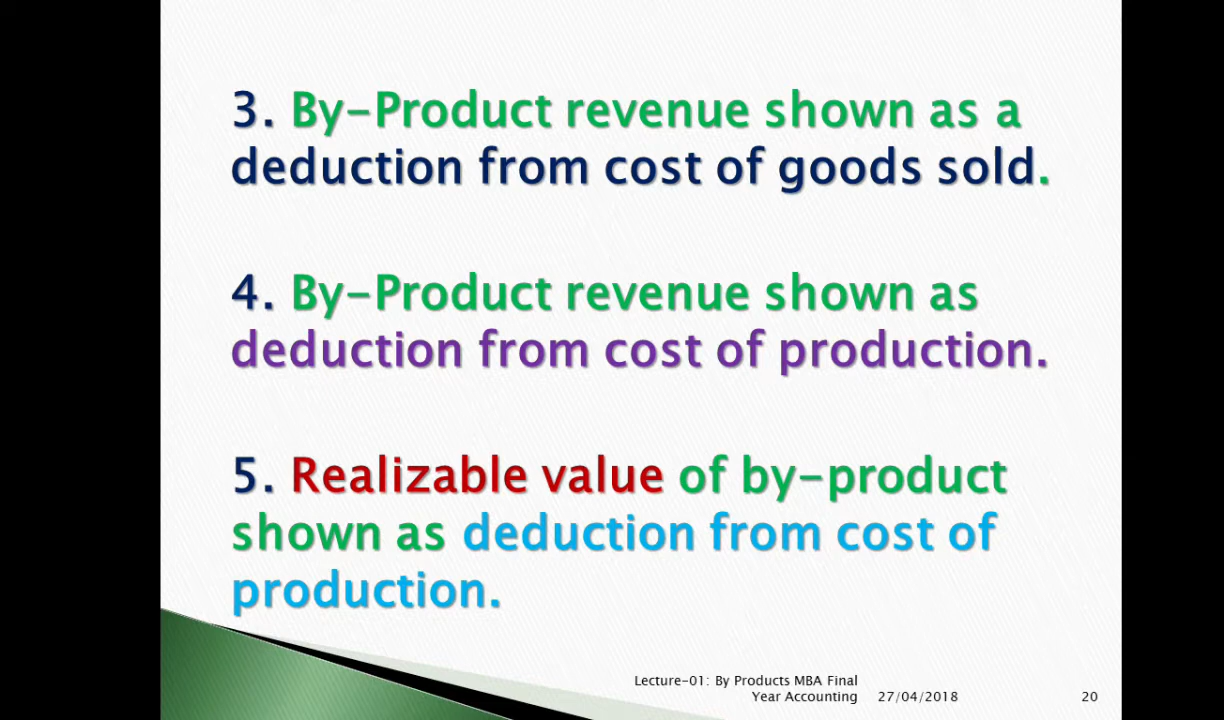 3. By-Product revenue shown as a
deduction from cost of goods sold.
4. By-Product revenue shown as
deduction from cost of production.
5. Realizable value of by-product
shown as deduction from cost of
production.
Lecture-01: By Products MBA Final
Year Accounting
27/04/2018
20